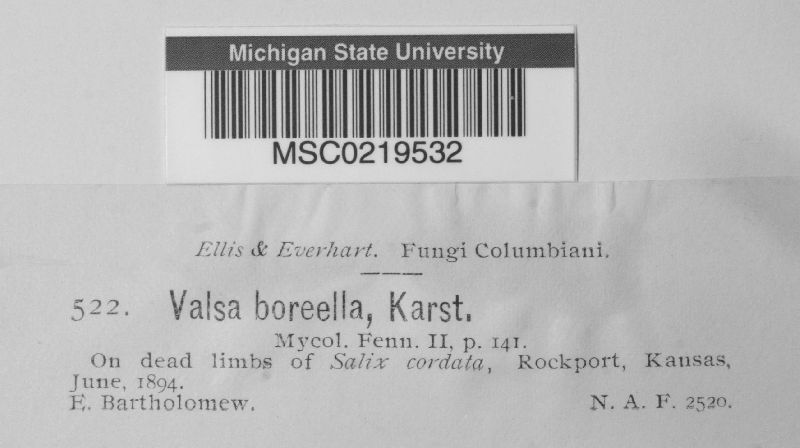 Michigan State University
MSC0219532
Ellis & Everhart. Fungi Columbiani.
522. Valsa boreella, Karst.
Mycol. Fenn. II, p. 141.
On dead limbs of Salix cordata, Rockport, Kansas,
June, 1894.
E. Bartholomew. N. A. F. 2520.